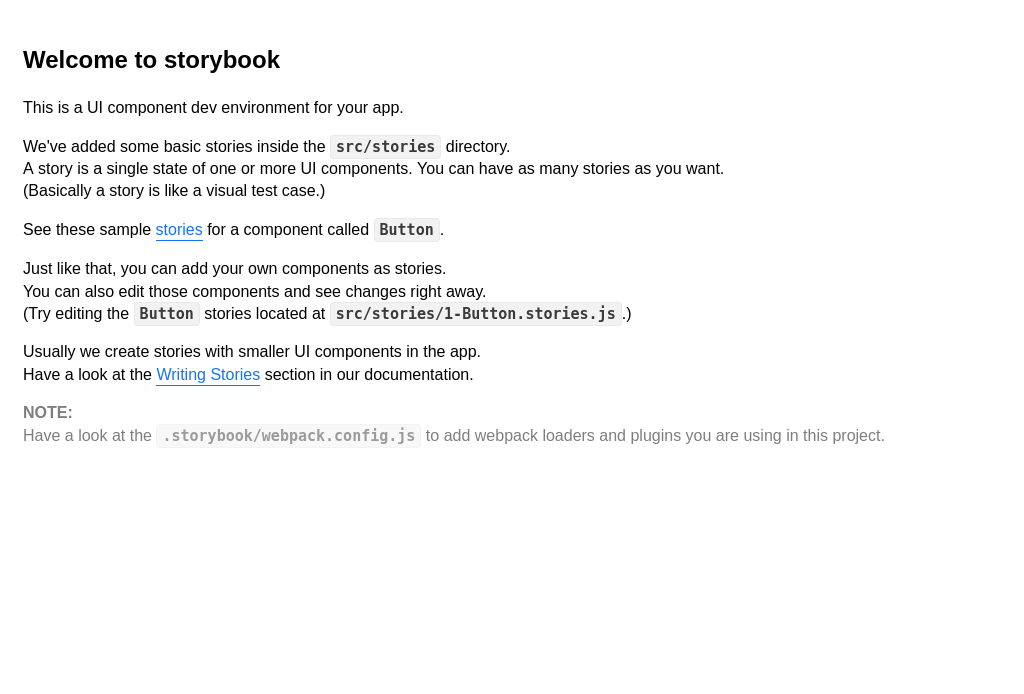 Welcome to storybook
This is a UI component dev environment for your app.
We've added some basic stories inside the src/stories directory.
A story is a single state of one or more UI components. You can have as many stories as you want.
(Basically a story is like a visual test case.)
See these sample stories for a component called Button.
Just like that, you can add your own components as stories.
You can also edit those components and see changes right away.
(Try editing the Button stories located at src/stories/1-Button.stories.js.)
Usually we create stories with smaller UI components in the app.
Have a look at the Writing Stories section in our documentation.
NOTE:
Have a look at the .storybook/webpack.config.js to add webpack loaders and plugins you are using in this project.